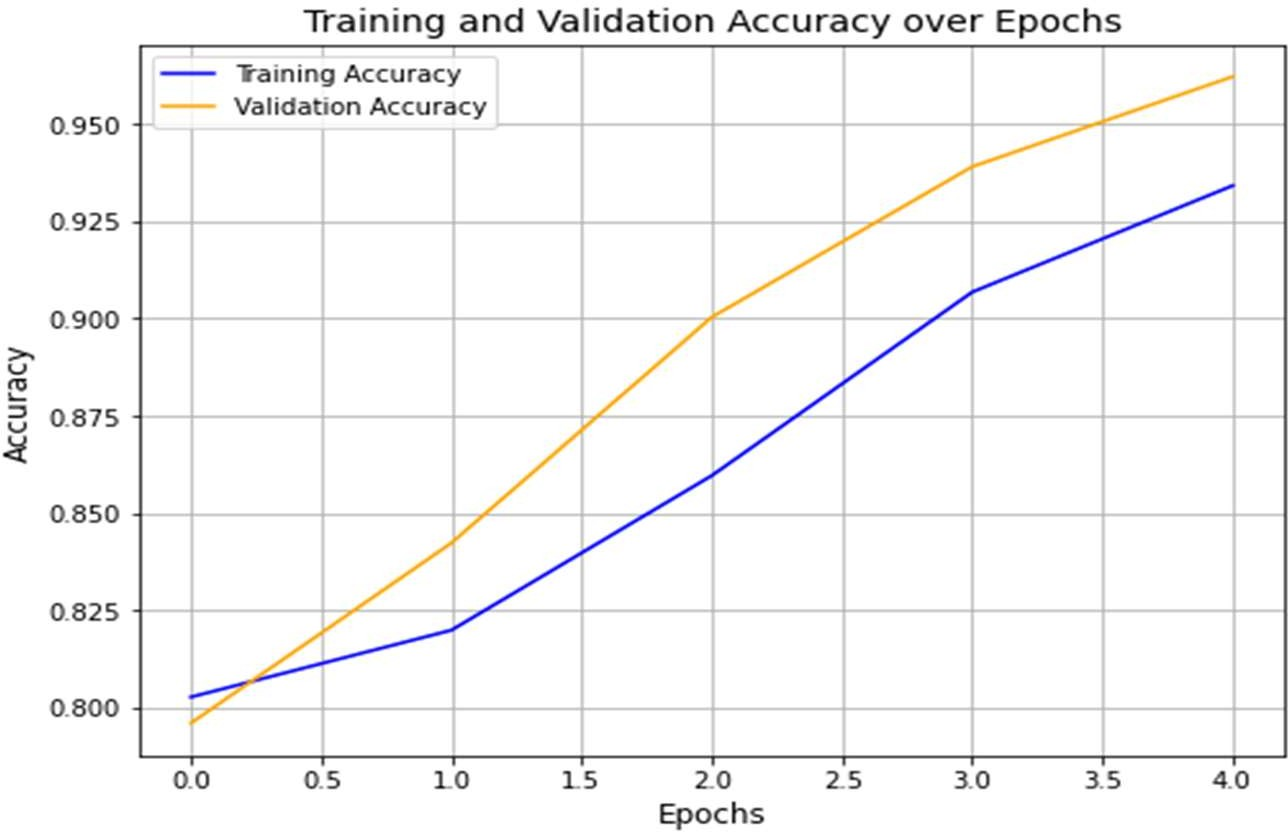 Training and Validation Accuracy over Epochs
Training Accuracy
Validation Accuracy
0.950
0.925
0.900
0.875
0.850
0.825
0.800
Accuracy
0.0 0.5 1.0 1.5 2.0 2.5 3.0 3.5 4.0
Epochs